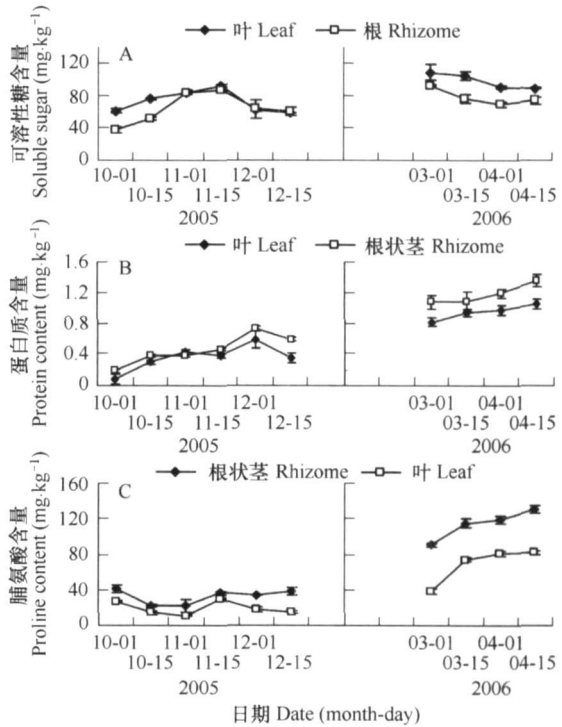 叶 Leaf 根 Rhizome
A
可溶性糖含量
Soluble sugar (mg·kg⁻¹)
120
80
40
0
10-01 11-01 12-01 03-01 04-01
10-15 11-15 12-15 03-15 04-15
2005 2006
叶 Leaf 根状茎 Rhizome
B
蛋白质含量
Protein content (mg·kg⁻¹)
1.6
1.2
0.8
0.4
0
10-01 11-01 12-01 03-01 04-01
10-15 11-15 12-15 03-15 04-15
2005 2006
根状茎 Rhizome 叶 Leaf
C
脯氨酸含量
Proline content (mg·kg⁻¹)
160
120
80
40
0
10-01 11-01 12-01 03-01 04-01
10-15 11-15 12-15 03-15 04-15
2005 2006
日期 Date (month-day)